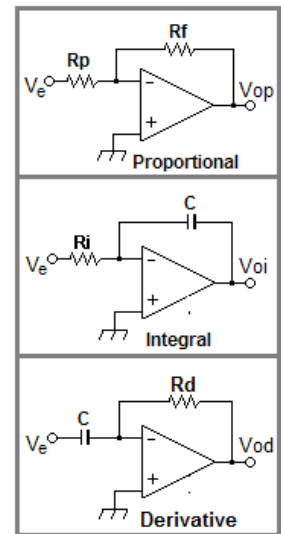 Rf
Rp
Ve
−
Vop
+
Proportional
C
Ri
Ve
−
Voi
+
Integral
Rd
C
Ve
−
Vod
+
Derivative